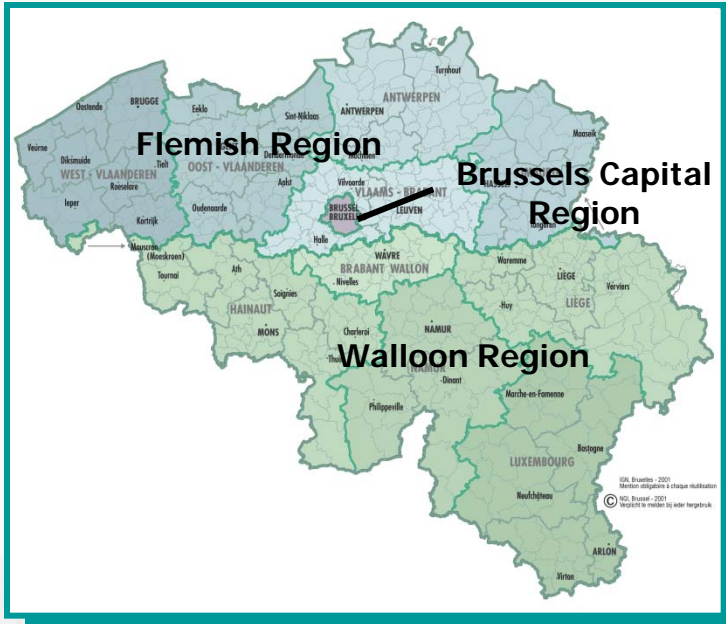 Turnhout
ANTWERPEN
ANTWERPEN
Oostende
BRUGGE
Eeklo
Sint-Niklaas
Maaseik
Veurne
Diksmuide
Tielt
Flemish Region
WEST - VLAANDEREN
OOST - VLAANDEREN
Roeselare
Aalst
Vilvoorde
VLAAMS - BRABANT
Brussels Capital
Region
Ieper
Kortrijk
Oudenaarde
BRUSSEL
LEUVEN
Halle
Mouscron
(Moeskroen)
Tournai
Ath
Soignies
WAVRE
BRABANT WALLON
Nivelles
Waremme
LIÈGE
LIÈGE
Verviers
Huy
HAINAUT
MONS
Charleroi
NAMUR
Walloon Region
Dinant
Philippeville
Marche-en-Famenne
Bastogne
LUXEMBOURG
Neufchâteau
ARLON
Virton
IGN, Bruxelles - 2001
Mention obligatoire à chaque réutilisation
© NGI, Brussel - 2001
Verplicht te melden bij ieder hergebruik